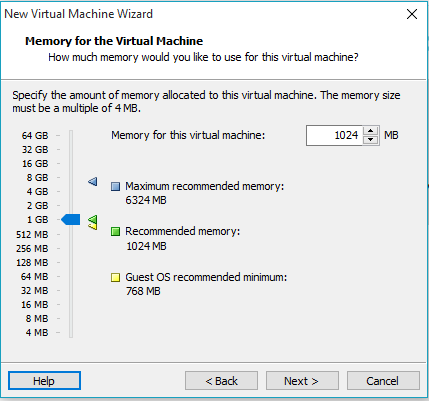 New Virtual Machine Wizard
Memory for the Virtual Machine
How much memory would you like to use for this virtual machine?
Specify the amount of memory allocated to this virtual machine. The memory size
must be a multiple of 4 MB.
64 GB
32 GB
16 GB
8 GB
4 GB
2 GB
1 GB
512 MB
256 MB
128 MB
64 MB
32 MB
16 MB
8 MB
4 MB
Memory for this virtual machine: 1024 MB
Maximum recommended memory:
6324 MB
Recommended memory:
1024 MB
Guest OS recommended minimum:
768 MB
Help
< Back
Next >
Cancel